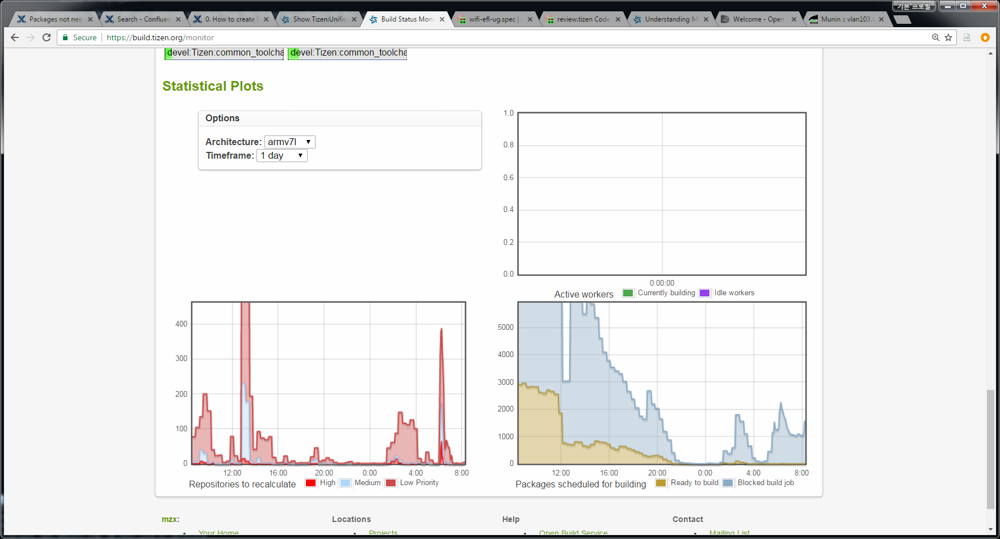 기본 프로필
Packages not nee
Search - Confluen
0. How to create
Show Tizen:Unifie
Build Status Moni
wifi-efl-ug.spec |
review.tizen Code
Understanding M
Welcome - Open
Munin :: vlan103.
Secure https://build.tizen.org/monitor
devel:Tizen:common_toolcha devel:Tizen:common_toolcha
Statistical Plots
Options
Architecture: armv7l
Timeframe: 1 day
1.0
0.8
0.6
0.4
0.2
0.0
0:00:00
Active workers Currently building Idle workers
400
300
200
100
0
12:00 16:00 20:00 0:00 4:00 8:00
Repositories to recalculate High Medium Low Priority
5000
4000
3000
2000
1000
0
12:00 16:00 20:00 0:00 4:00 8:00
Packages scheduled for building Ready to build Blocked build job
mzx: Locations Help Contact
Your Home Projects Open Build Service Mailing List